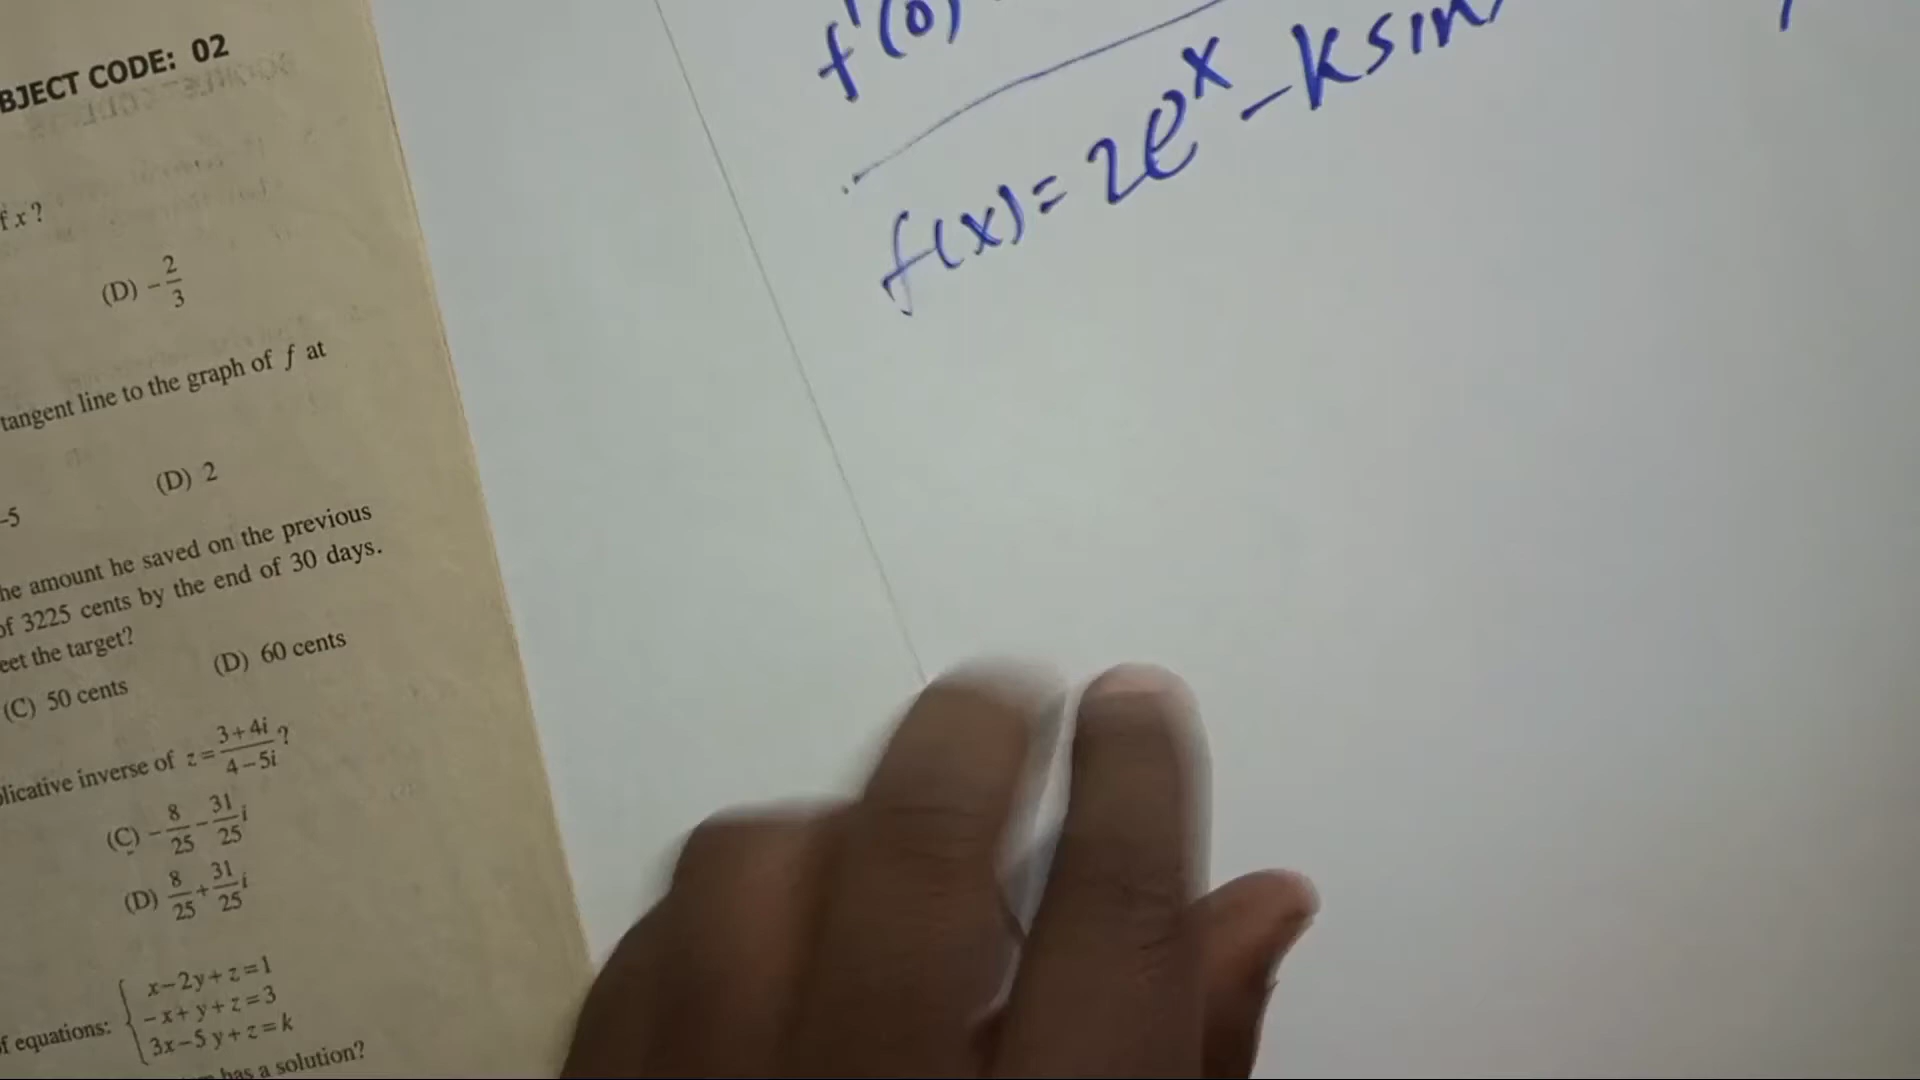 BJECT CODE: 02
f x ?
(D) -2/3
tangent line to the graph of f at
-5
(D) 2
he amount he saved on the previous
of 3225 cents by the end of 30 days.
eet the target?
(C) 50 cents
(D) 60 cents
plicative inverse of z = (3+4i)/(4-5i) ?
(C) -8/25 - 31/25 i
(D) 8/25 + 31/25 i
f equations: { x-2y+z=1
-x+y+z=3
3x-5y+z=k
has a solution?
f'(0)
f(x) = 2e^x - k sin